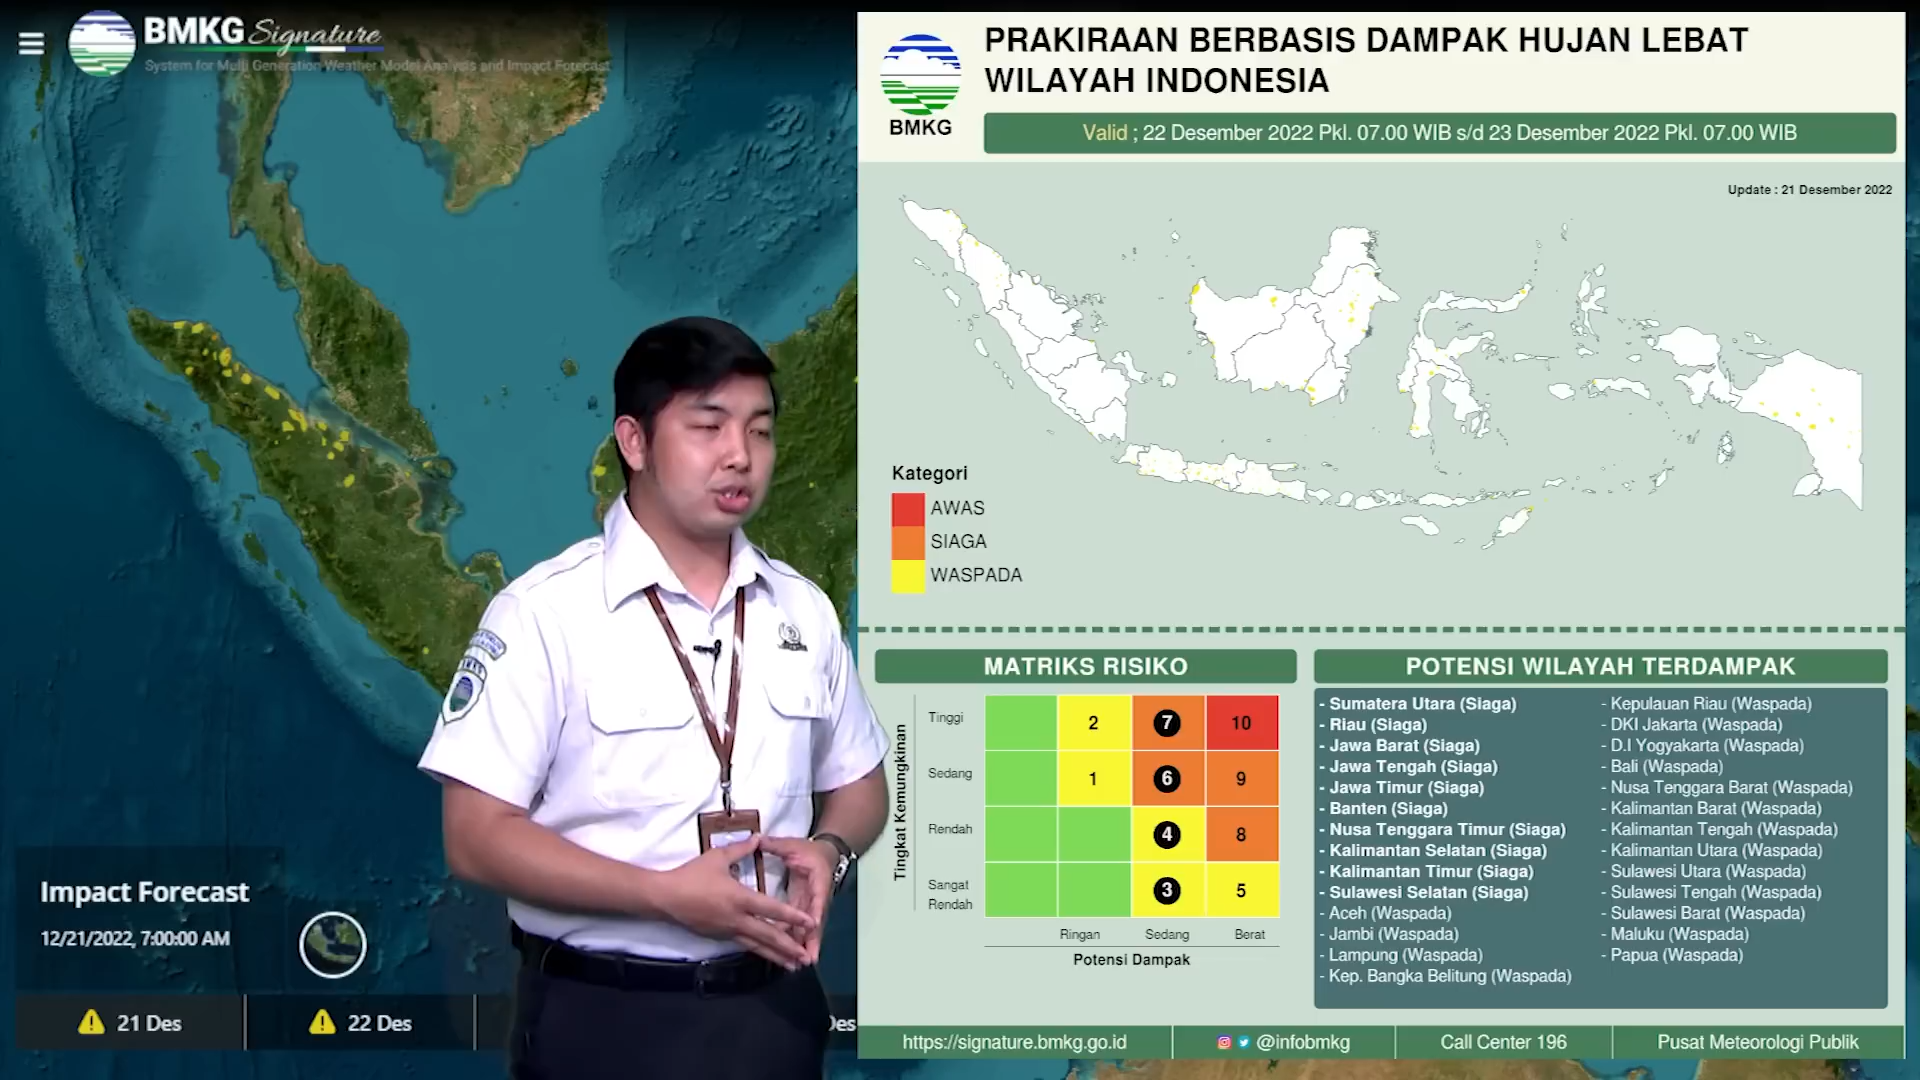 BMKG Signature
System for Multi Generation Weather Model Analysis and Impact Forecast
Impact Forecast
12/21/2022, 7:00:00 AM
21 Des
22 Des
Des
BMKG
PRAKIRAAN BERBASIS DAMPAK HUJAN LEBAT
WILAYAH INDONESIA
Valid ; 22 Desember 2022 Pkl. 07.00 WIB s/d 23 Desember 2022 Pkl. 07.00 WIB
Update : 21 Desember 2022
Kategori
AWAS
SIAGA
WASPADA
MATRIKS RISIKO
Tingkat Kemungkinan
Tinggi 2 7 10
Sedang 1 6 9
Rendah 4 8
Sangat
Rendah 3 5
Ringan Sedang Berat
Potensi Dampak
POTENSI WILAYAH TERDAMPAK
- Sumatera Utara (Siaga)
- Riau (Siaga)
- Jawa Barat (Siaga)
- Jawa Tengah (Siaga)
- Jawa Timur (Siaga)
- Banten (Siaga)
- Nusa Tenggara Timur (Siaga)
- Kalimantan Selatan (Siaga)
- Kalimantan Timur (Siaga)
- Sulawesi Selatan (Siaga)
- Aceh (Waspada)
- Jambi (Waspada)
- Lampung (Waspada)
- Kep. Bangka Belitung (Waspada)
- Kepulauan Riau (Waspada)
- DKI Jakarta (Waspada)
- D.I Yogyakarta (Waspada)
- Bali (Waspada)
- Nusa Tenggara Barat (Waspada)
- Kalimantan Barat (Waspada)
- Kalimantan Tengah (Waspada)
- Kalimantan Utara (Waspada)
- Sulawesi Utara (Waspada)
- Sulawesi Tengah (Waspada)
- Sulawesi Barat (Waspada)
- Maluku (Waspada)
- Papua (Waspada)
https://signature.bmkg.go.id
@infobmkg
Call Center 196
Pusat Meteorologi Publik